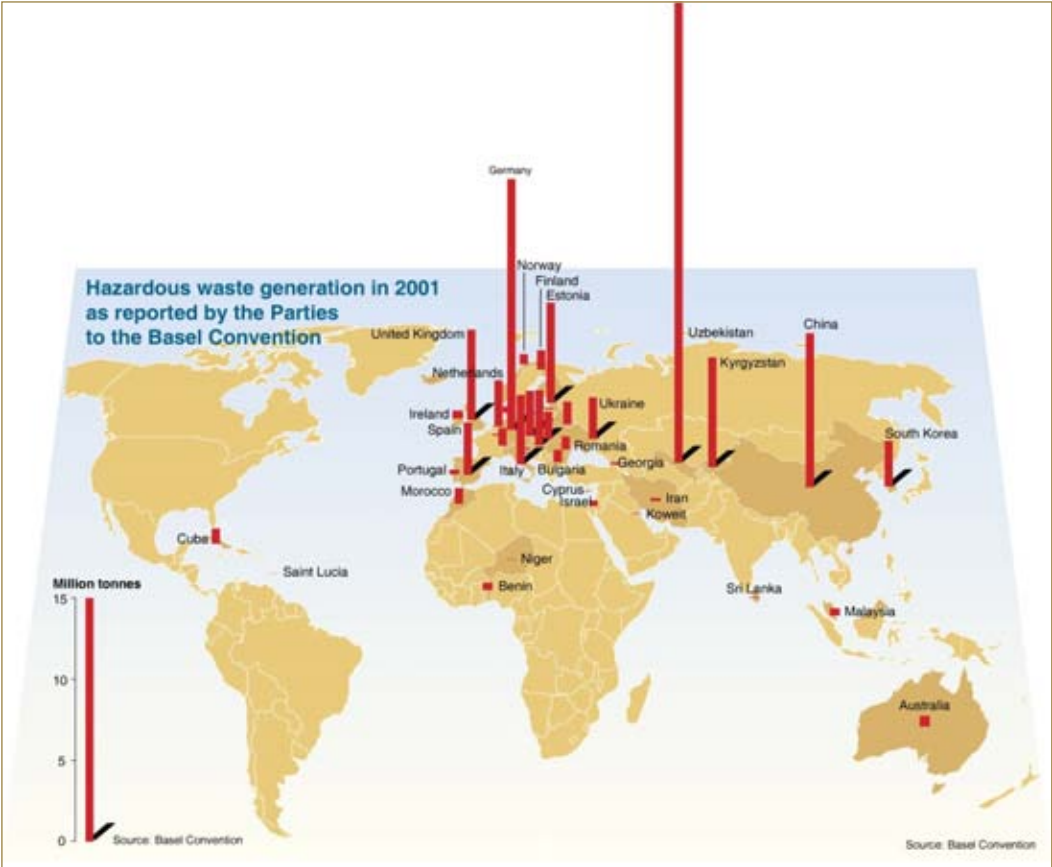 Germany
Norway
Finland
Estonia
Hazardous waste generation in 2001
as reported by the Parties
to the Basel Convention
United Kingdom
Uzbekistan
China
Kyrgyzstan
Nethenands
Ireland
Ukraine
Spain
South Korea
Romania
Portugal
Italy
Bulgaria
Georgia
Morocco
Cyprus
Israel
Iran
Koweit
Cube
Niger
Saint Lucia
Benin
Sri Lanka
Malaysia
Million tonnes
15
10
5
0
Australia
Source: Basel Convention
Source: Basel Convention